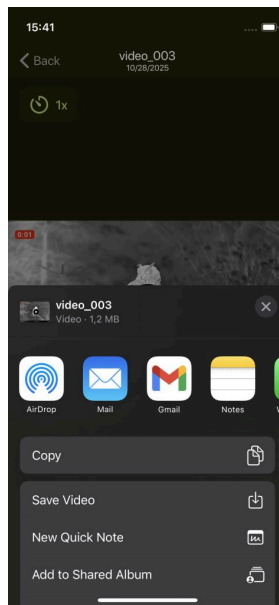 15:41
Back
video_003
10/28/2025
1x
0:01
video_003
Video · 1,2 MB
AirDrop
Mail
Gmail
Notes
Copy
Save Video
New Quick Note
Add to Shared Album